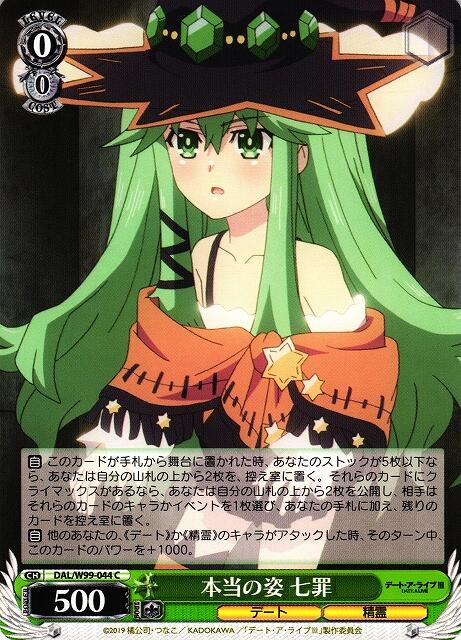 LEVEL
0
0
COST
自 このカードが手札から舞台に置かれた時、あなたのストックが5枚以下な
ら、あなたは自分の山札の上から2枚を、控え室に置く。それらのカードにク
ライマックスがあるなら、あなたは自分の山札の上から2枚を公開し、相手は
それらのカードのキャラかイベントを1枚選び、あなたの手札に加え、残りの
カードを控え室に置く。
自 他のあなたの、《デート》か《精霊》のキャラがアタックした時、そのターン中、
このカードのパワーを+1000。
CH DAL/W99-044 C
POWER
500
本当の姿 七罪
デート・ア・ライブⅢ
DATE A LIVE
デート
精霊
©2019 橘公司・つなこ/ KADOKAWA /「デート・ア・ライブⅢ」製作委員会